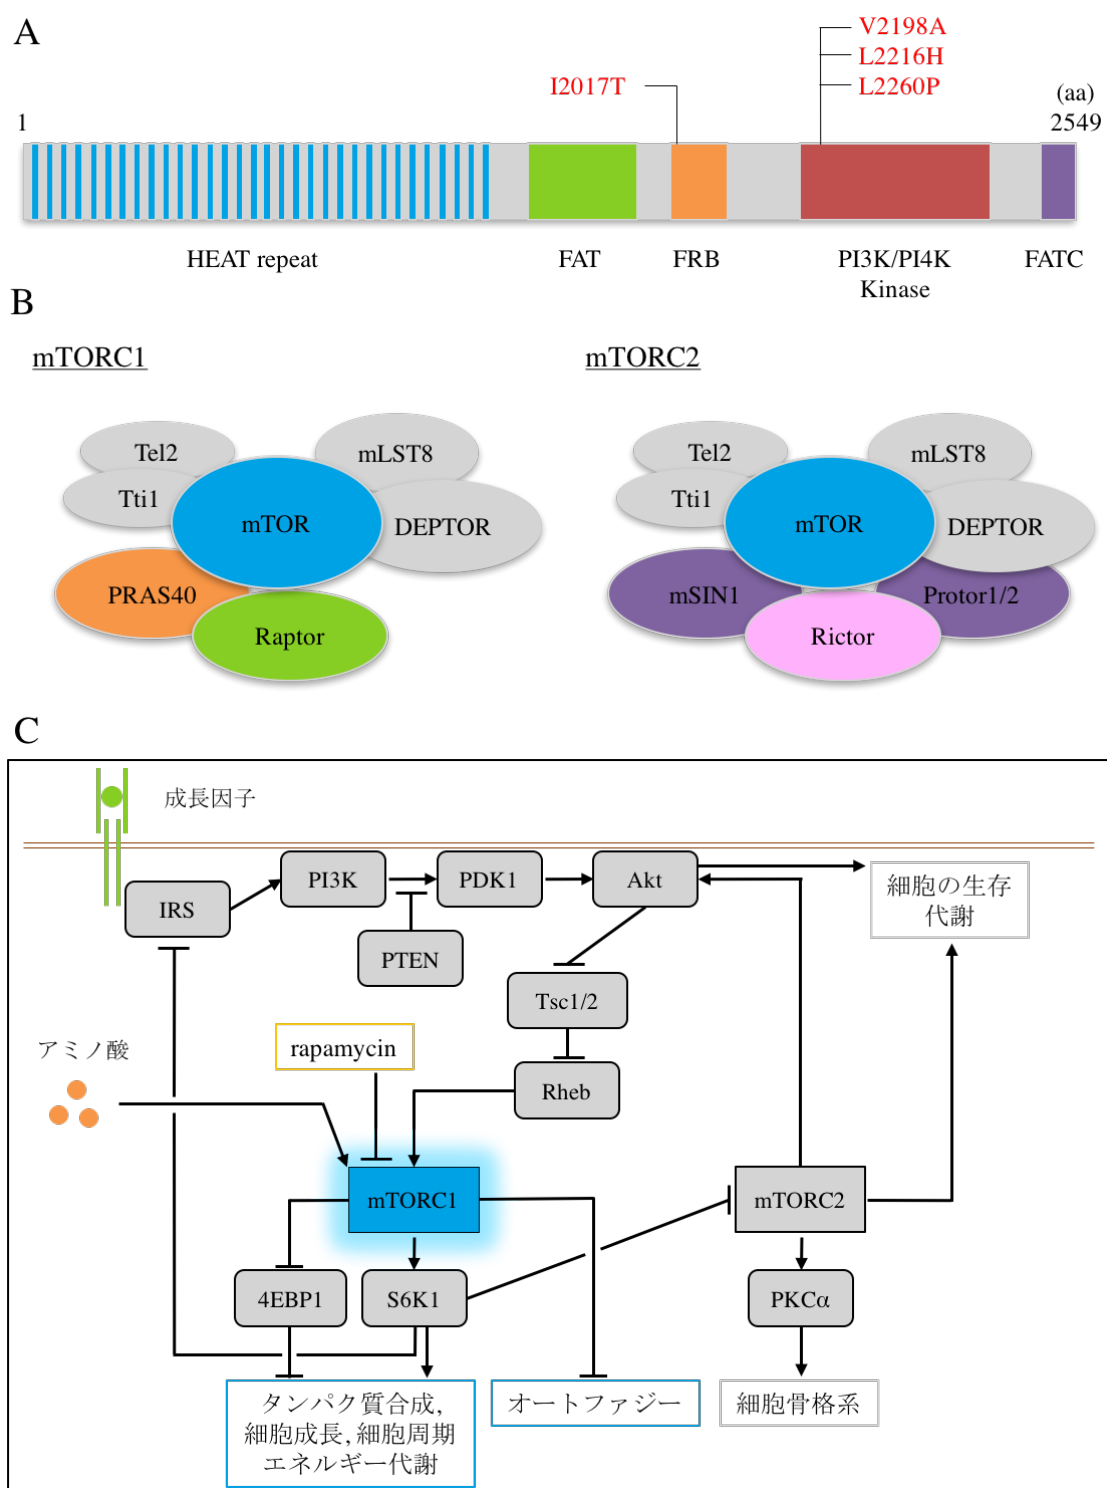 A
V2198A
L2216H
I2017T
L2260P
(aa)
1
2549
HEAT repeat
FAT
FRB
PI3K/PI4K
Kinase
FATC
B
mTORC1
mTORC2
Tel2
mLST8
Tti1
mTOR
DEPTOR
PRAS40
Raptor
Tel2
mLST8
Tti1
mTOR
DEPTOR
mSIN1
Protor1/2
Rictor
C
成長因子
IRS
PI3K
PDK1
Akt
細胞の生存
代謝
PTEN
Tsc1/2
アミノ酸
rapamycin
Rheb
mTORC1
mTORC2
4EBP1
S6K1
PKCα
タンパク質合成,
細胞成長,細胞周期
エネルギー代謝
オートファジー
細胞骨格系